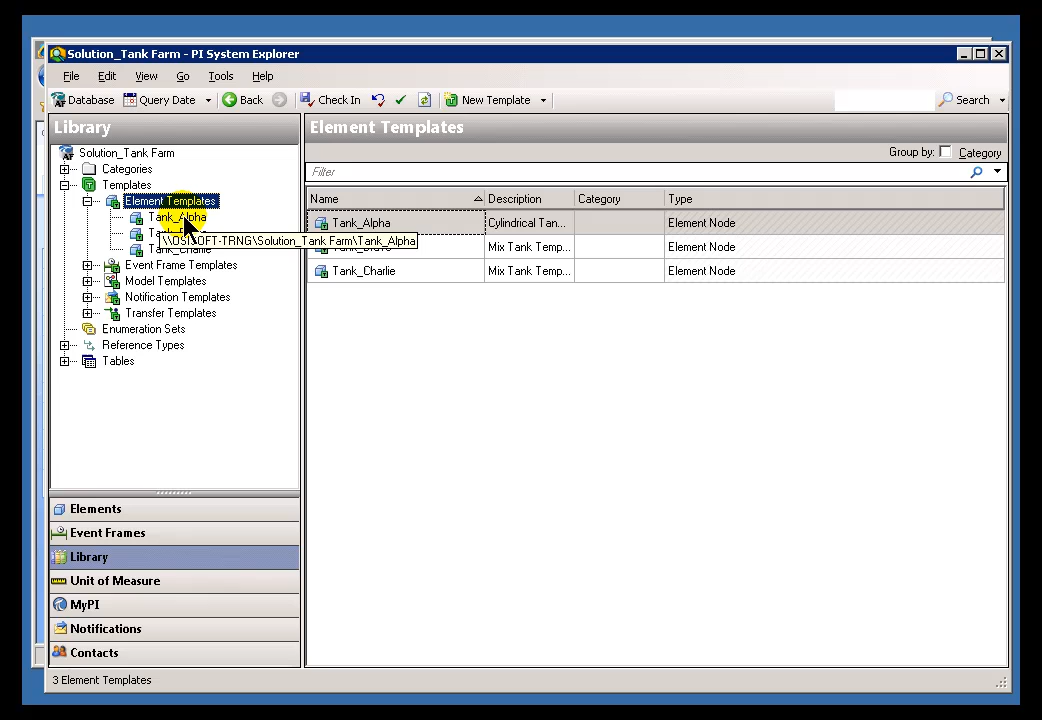 Solution_Tank Farm - PI System Explorer
File Edit View Go Tools Help
Database Query Date Back Check In New Template Search
Library
Element Templates
Solution_Tank Farm
Categories
Templates
Element Templates
Tank_Alpha
\\OSISOFT-TRNG\Solution_Tank Farm\Tank_Alpha
Tank_Charlie
Event Frame Templates
Model Templates
Notification Templates
Transfer Templates
Enumeration Sets
Reference Types
Tables
Group by: Category
Filter
Name Description Category Type
Tank_Alpha Cylindrical Tan... Element Node
Mix Tank Temp... Element Node
Tank_Charlie Mix Tank Temp... Element Node
Elements
Event Frames
Library
Unit of Measure
MyPI
Notifications
Contacts
3 Element Templates